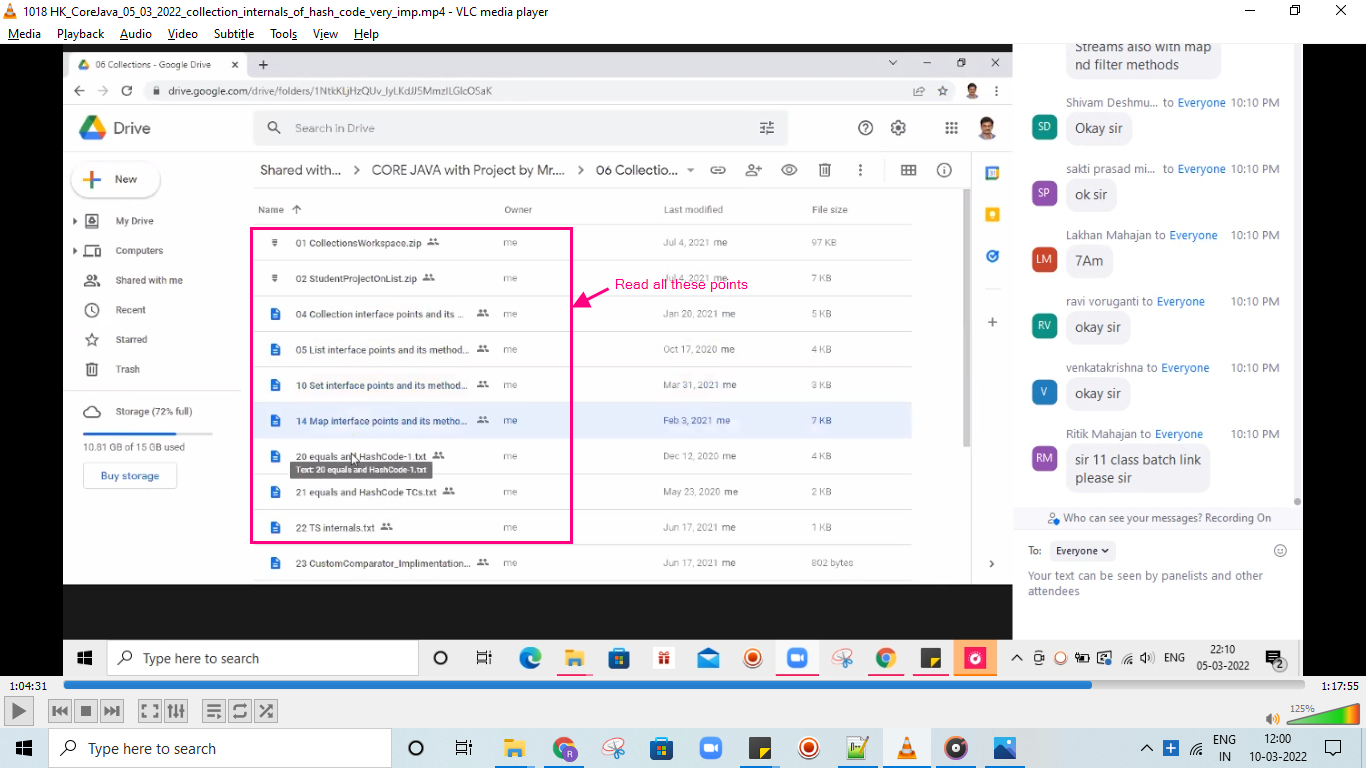 1018 HK_CoreJava_05_03_2022_collection_internals_of_hash_code_very_imp.mp4 - VLC media player
Media Playback Audio Video Subtitle Tools View Help
06 Collections - Google Drive
drive.google.com/drive/folders/
Drive
Search in Drive
New
Shared with... > CORE JAVA with Project by Mr.... > 06 Collectio...
My Drive
Computers
Shared with me
Recent
Starred
Trash
Storage (72% full)
10.81 GB of 15 GB used
Buy storage
Name Owner Last modified File size
01 CollectionsWorkspace.zip me Jul 4, 2021 me 97 KB
02 StudentProjectOnList.zip me Jul 4, 2021 me 7 KB
Read all these points
04 Collection interface points and its ... me Jan 20, 2021 me 5 KB
05 List interface points and its method... me Oct 17, 2020 me 4 KB
10 Set interface points and its method... me Mar 31, 2021 me 3 KB
14 Map interface points and its metho... me Feb 3, 2021 me 7 KB
20 equals and HashCode-1.txt me Dec 12, 2020 me 4 KB
Text: 20 equals and HashCode-1.txt
21 equals and HashCode TCs.txt me May 23, 2020 me 2 KB
22 TS internals.txt me Jun 17, 2021 me 1 KB
23 CustomComparator_Implimentation... me Jun 17, 2021 me 802 bytes
Streams also with map
nd filter methods
Shivam Deshmu... to Everyone 10:10 PM
SD
Okay sir
sakti prasad mi... to Everyone 10:10 PM
SP
ok sir
Lakhan Mahajan to Everyone 10:10 PM
LM
7Am
ravi voruganti to Everyone 10:10 PM
RV
okay sir
venkatakrishna to Everyone 10:10 PM
V
okay sir
Ritik Mahajan to Everyone 10:10 PM
RM
sir 11 class batch link
please sir
Who can see your messages? Recording On
To: Everyone
Your text can be seen by panelists and other
attendees
Type here to search
ENG
22:10
05-03-2022
2
1:04:31
1:17:55
125%
Type here to search
R
ENG
IN
12:00
10-03-2022